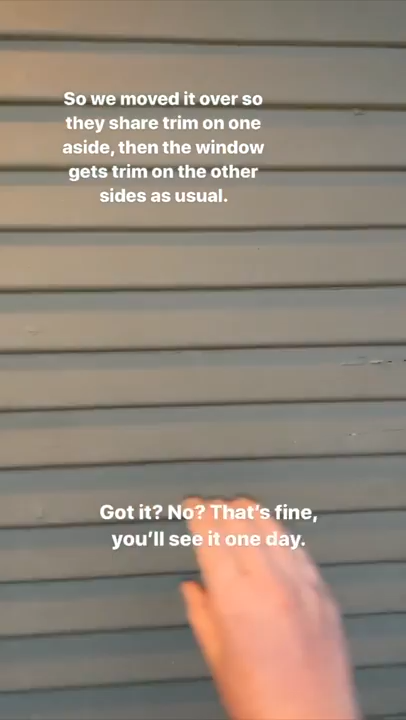 So we moved it over so
they share trim on one
aside, then the window
gets trim on the other
sides as usual.
Got it? No? That's fine,
you'll see it one day.